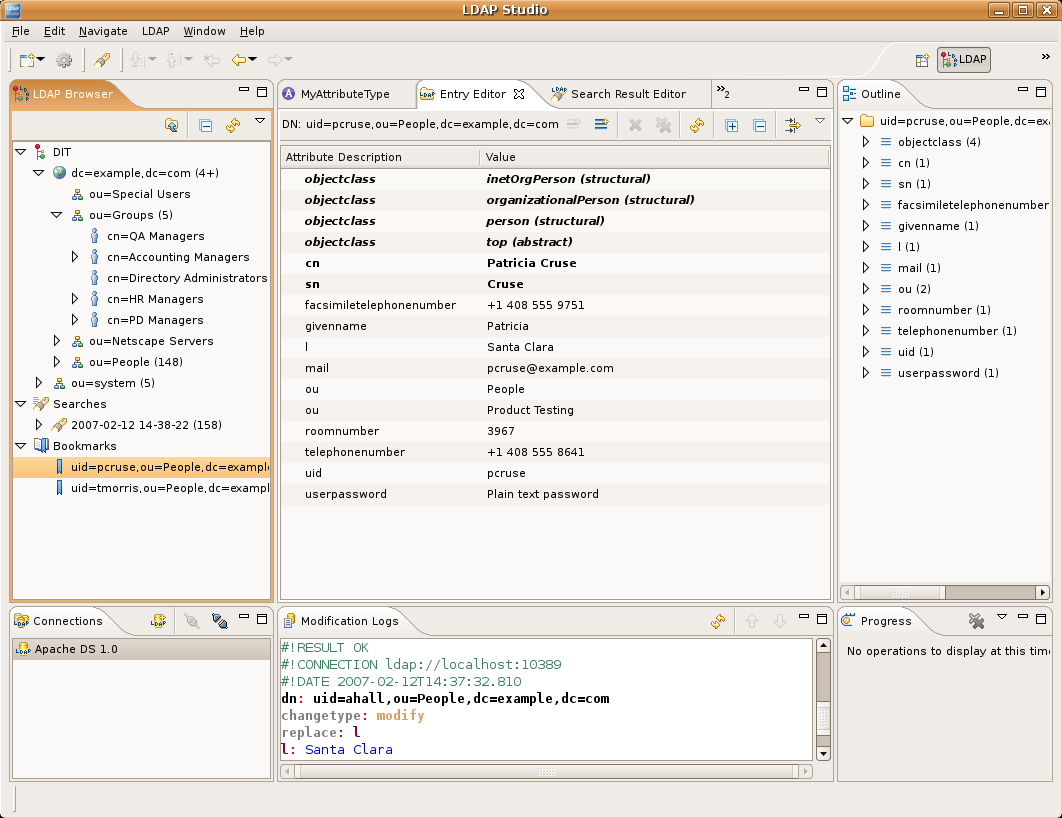 LDAP Studio
File Edit Navigate LDAP Window Help
LDAP
»
LDAP Browser
DIT
dc=example,dc=com (4+)
ou=Special Users
ou=Groups (5)
cn=QA Managers
cn=Accounting Managers
cn=Directory Administrators
cn=HR Managers
cn=PD Managers
ou=Netscape Servers
ou=People (148)
ou=system (5)
Searches
2007-02-12 14-38-22 (158)
Bookmarks
uid=pcruse,ou=People,dc=example
uid=tmorris,ou=People,dc=exampl
MyAttributeType Entry Editor Search Result Editor »2
DN: uid=pcruse,ou=People,dc=example,dc=com
Attribute Description Value
objectclass inetOrgPerson (structural)
objectclass organizationalPerson (structural)
objectclass person (structural)
objectclass top (abstract)
cn Patricia Cruse
sn Cruse
facsimiletelephonenumber +1 408 555 9751
givenname Patricia
l Santa Clara
mail pcruse@example.com
ou People
ou Product Testing
roomnumber 3967
telephonenumber +1 408 555 8641
uid pcruse
userpassword Plain text password
Outline
uid=pcruse,ou=People,dc=ex
objectclass (4)
cn (1)
sn (1)
facsimiletelephonenumber
givenname (1)
l (1)
mail (1)
ou (2)
roomnumber (1)
telephonenumber (1)
uid (1)
userpassword (1)
Connections
Apache DS 1.0
Modification Logs
#!RESULT OK
#!CONNECTION ldap://localhost:10389
#!DATE 2007-02-12T14:37:32.810
dn: uid=ahall,ou=People,dc=example,dc=com
changetype: modify
replace: l
l: Santa Clara
Progress
No operations to display at this time